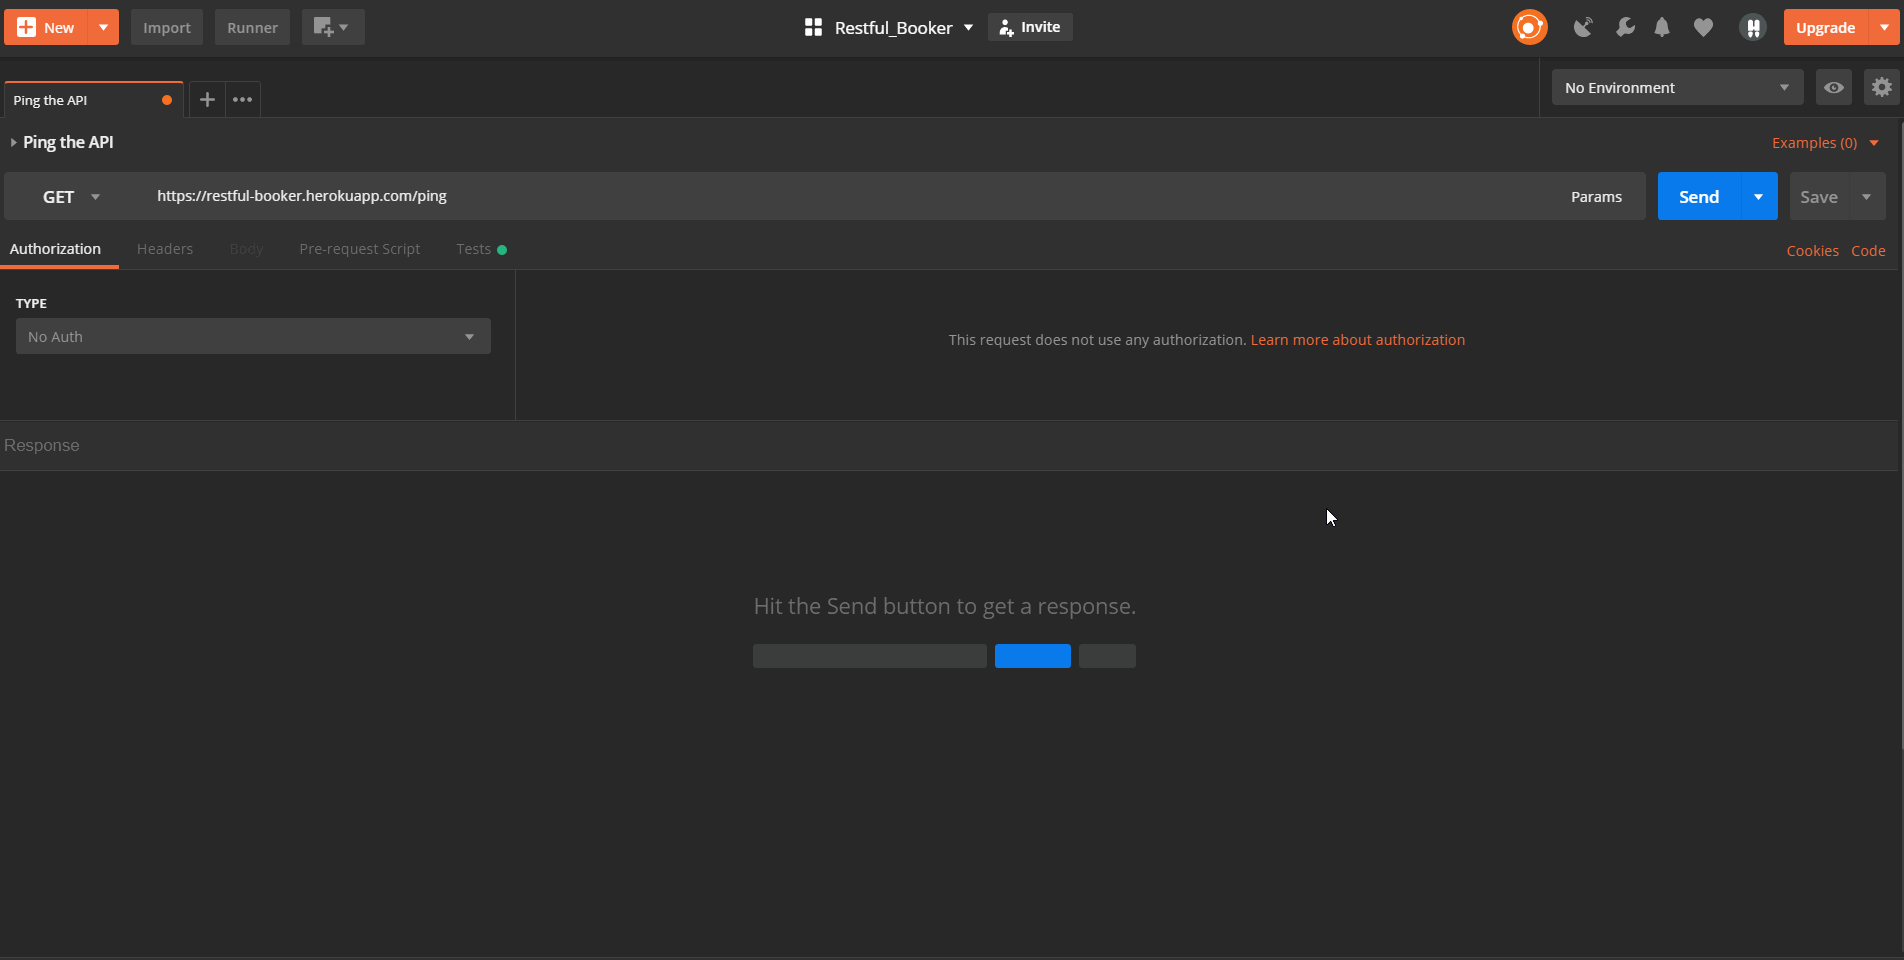 New Import Runner Restful_Booker Invite Upgrade
Ping the API No Environment
Ping the API Examples (0)
GET https://restful-booker.herokuapp.com/ping Params Send Save
Authorization Headers Body Pre-request Script Tests Cookies Code
TYPE
No Auth
This request does not use any authorization. Learn more about authorization
Response
Hit the Send button to get a response.